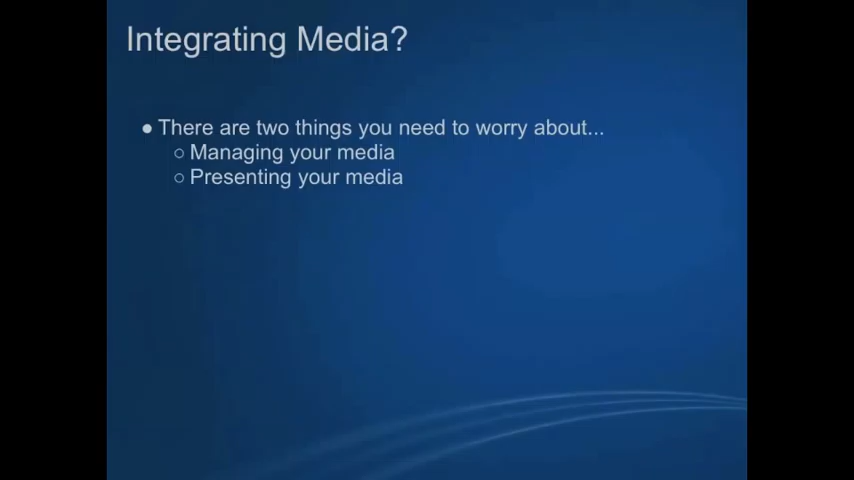 Integrating Media?
● There are two things you need to worry about...
○ Managing your media
○ Presenting your media